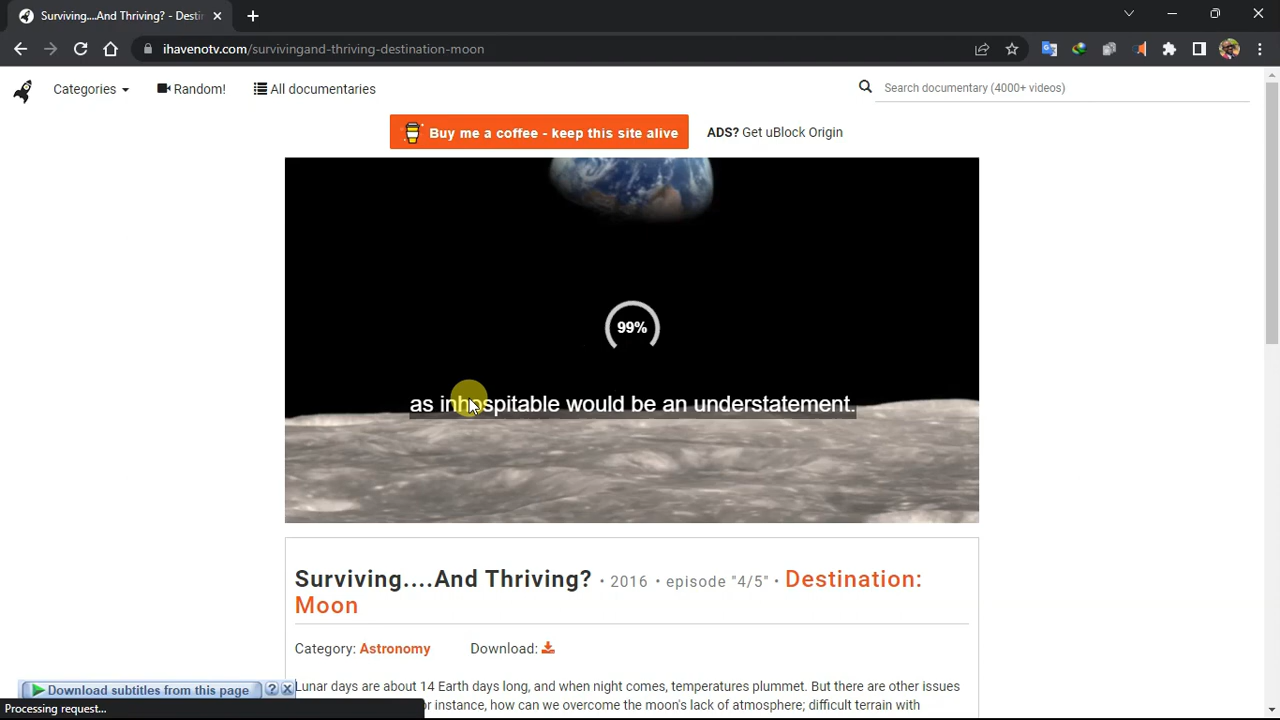 Surviving....And Thriving? - Desti
ihavenotv.com/survivingand-thriving-destination-moon
Categories
Random!
All documentaries
Search documentary (4000+ videos)
Buy me a coffee - keep this site alive
ADS? Get uBlock Origin
99%
as inhospitable would be an understatement.
Surviving....And Thriving? • 2016 • episode "4/5" • Destination:
Moon
Category: Astronomy
Download:
Download subtitles from this page
Lunar days are about 14 Earth days long, and when night comes, temperatures plummet. But there are other issues
Processing request...
or instance, how can we overcome the moon's lack of atmosphere; difficult terrain with